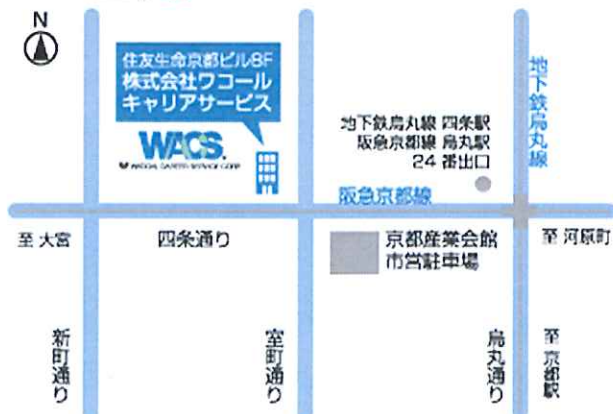 N
住友生命京都ビル8F
株式会社ワコール
キャリアサービス
WACS.
WACOAL CAREER SERVICE CORP.
地下鉄烏丸線
地下鉄烏丸線 四条駅
阪急京都線 烏丸駅
24 番出口
阪急京都線
至 大宮
四条通り
京都産業会館
市営駐車場
至 河原町
新町通り
室町通り
烏丸通り
至 京都駅